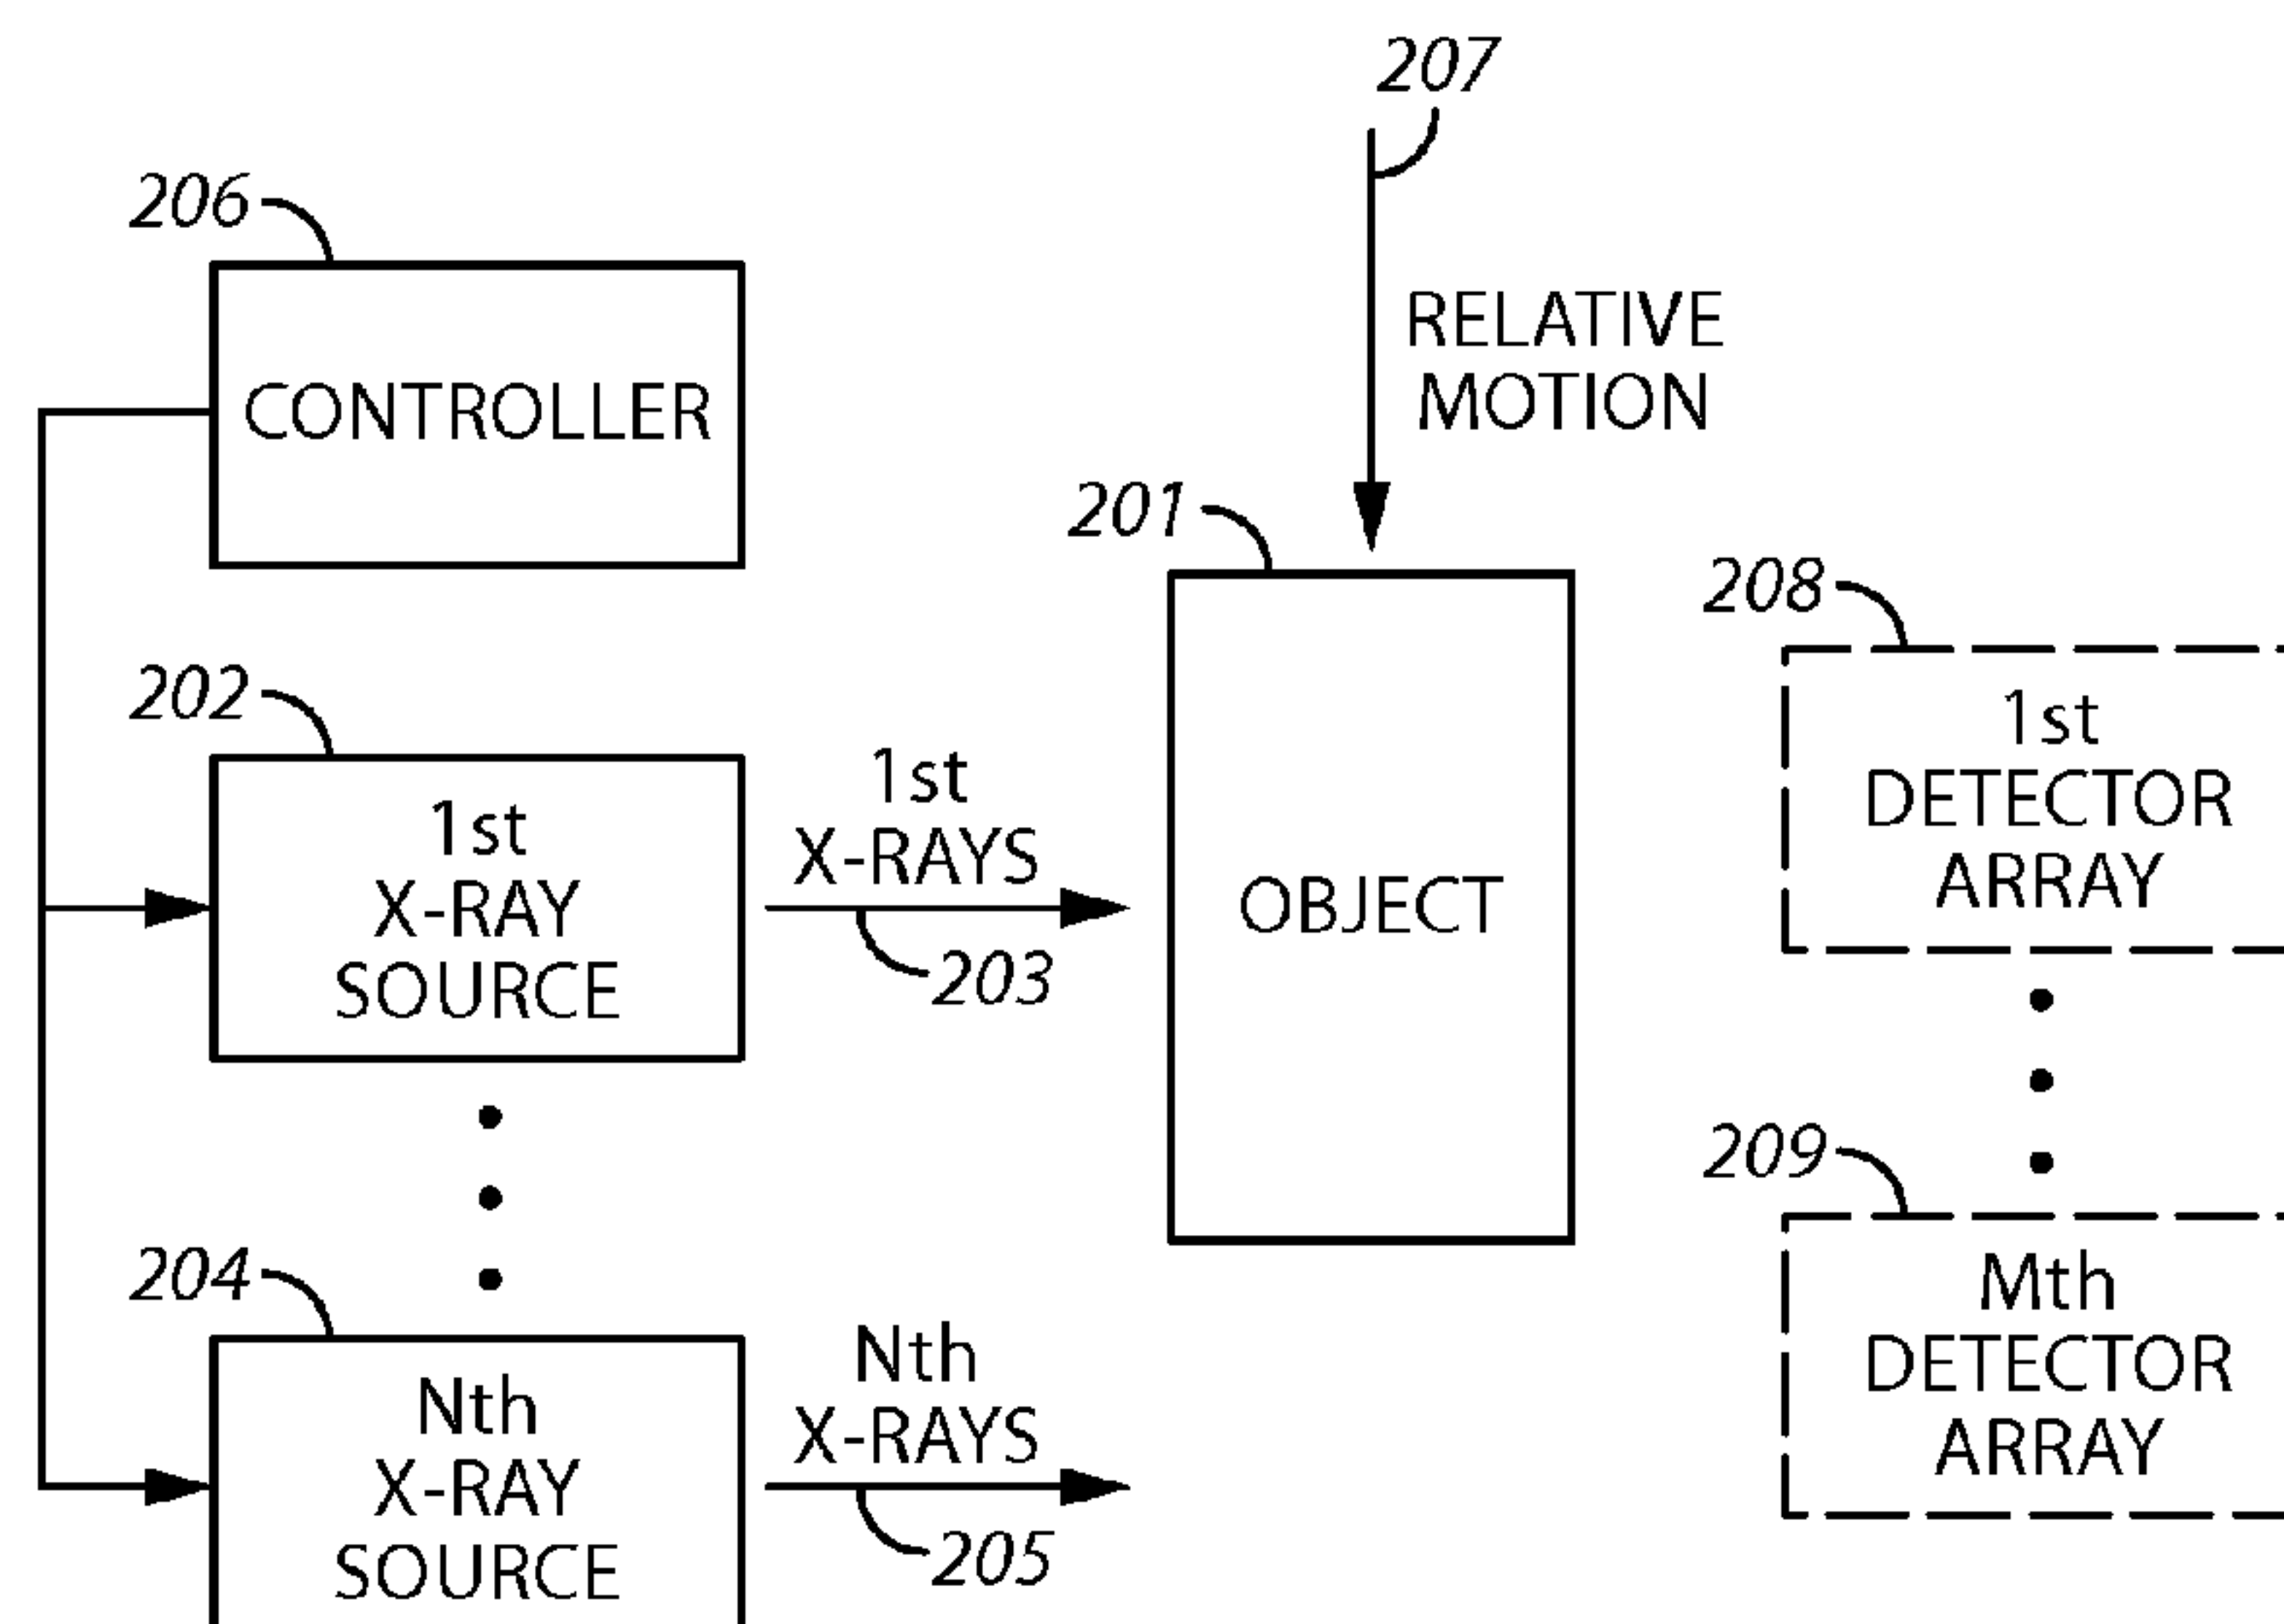 207
206
CONTROLLER
RELATIVE
MOTION
201
208
202
1st
X-RAY
SOURCE
1st
X-RAYS
203
OBJECT
1st
DETECTOR
ARRAY
204
Nth
X-RAY
SOURCE
Nth
X-RAYS
205
209
Mth
DETECTOR
ARRAY